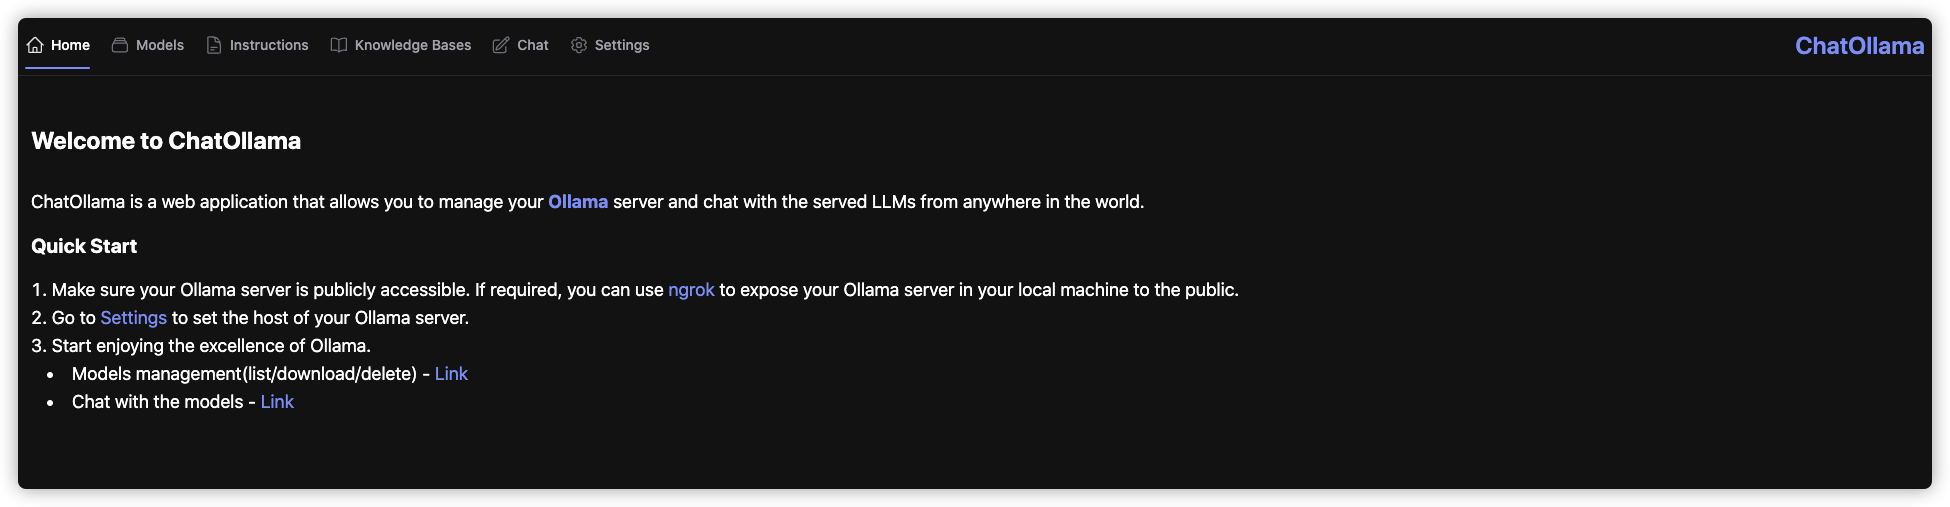 Home Models Instructions Knowledge Bases Chat Settings ChatOllama
Welcome to ChatOllama
ChatOllama is a web application that allows you to manage your Ollama server and chat with the served LLMs from anywhere in the world.
Quick Start
1. Make sure your Ollama server is publicly accessible. If required, you can use ngrok to expose your Ollama server in your local machine to the public.
2. Go to Settings to set the host of your Ollama server.
3. Start enjoying the excellence of Ollama.
• Models management(list/download/delete) - Link
• Chat with the models - Link